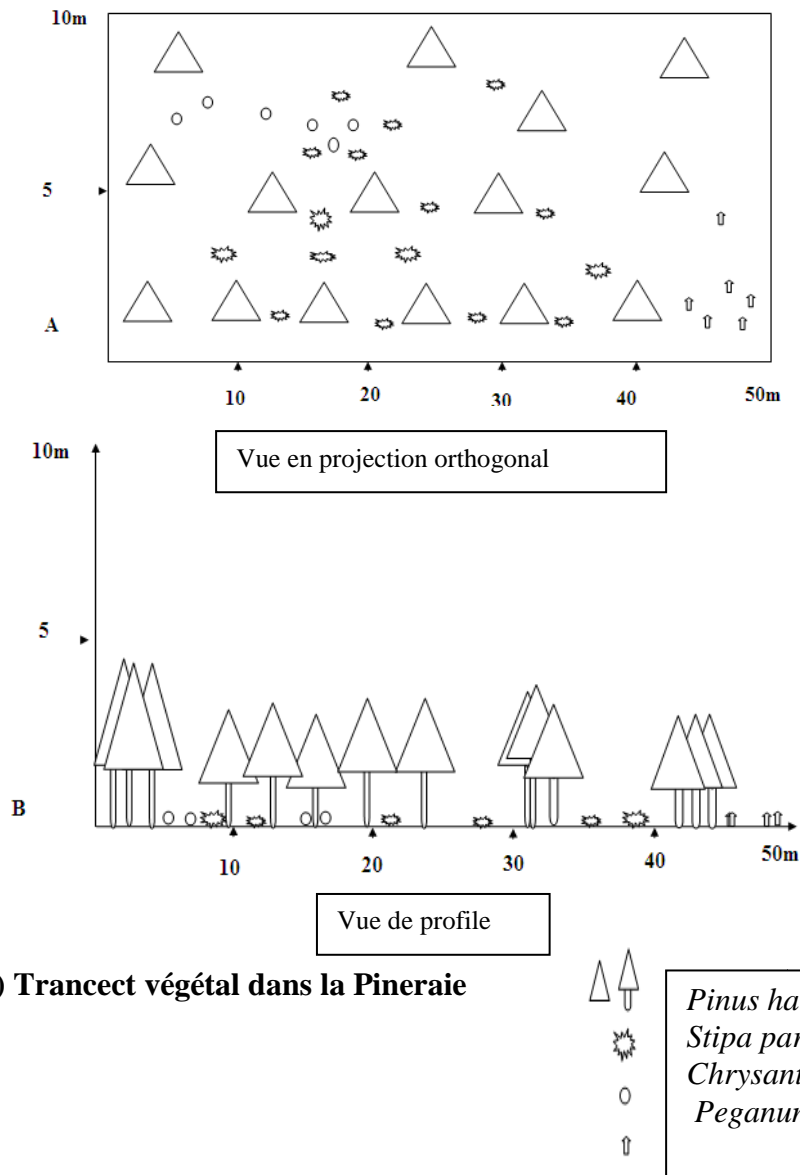 10m
5
A
10 20 30 40 50m
Vue en projection orthogonal
10m
5
B
10 20 30 40 50m
Vue de profile
) Trancect végétal dans la Pineraie
Pinus ha
Stipa par
Chrysant